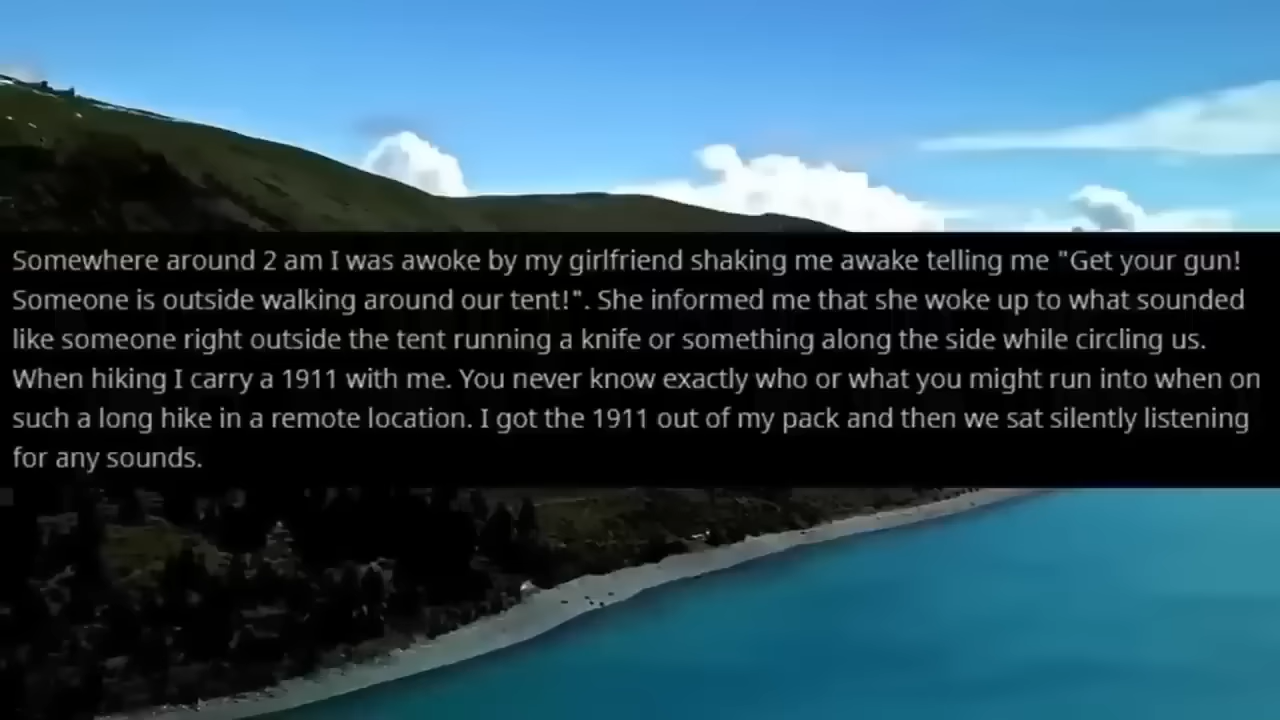 Somewhere around 2 am I was awoke by my girlfriend shaking me awake telling me "Get your gun!
Someone is outside walking around our tent!". She informed me that she woke up to what sounded
like someone right outside the tent running a knife or something along the side while circling us.
When hiking I carry a 1911 with me. You never know exactly who or what you might run into when on
such a long hike in a remote location. I got the 1911 out of my pack and then we sat silently listening
for any sounds.